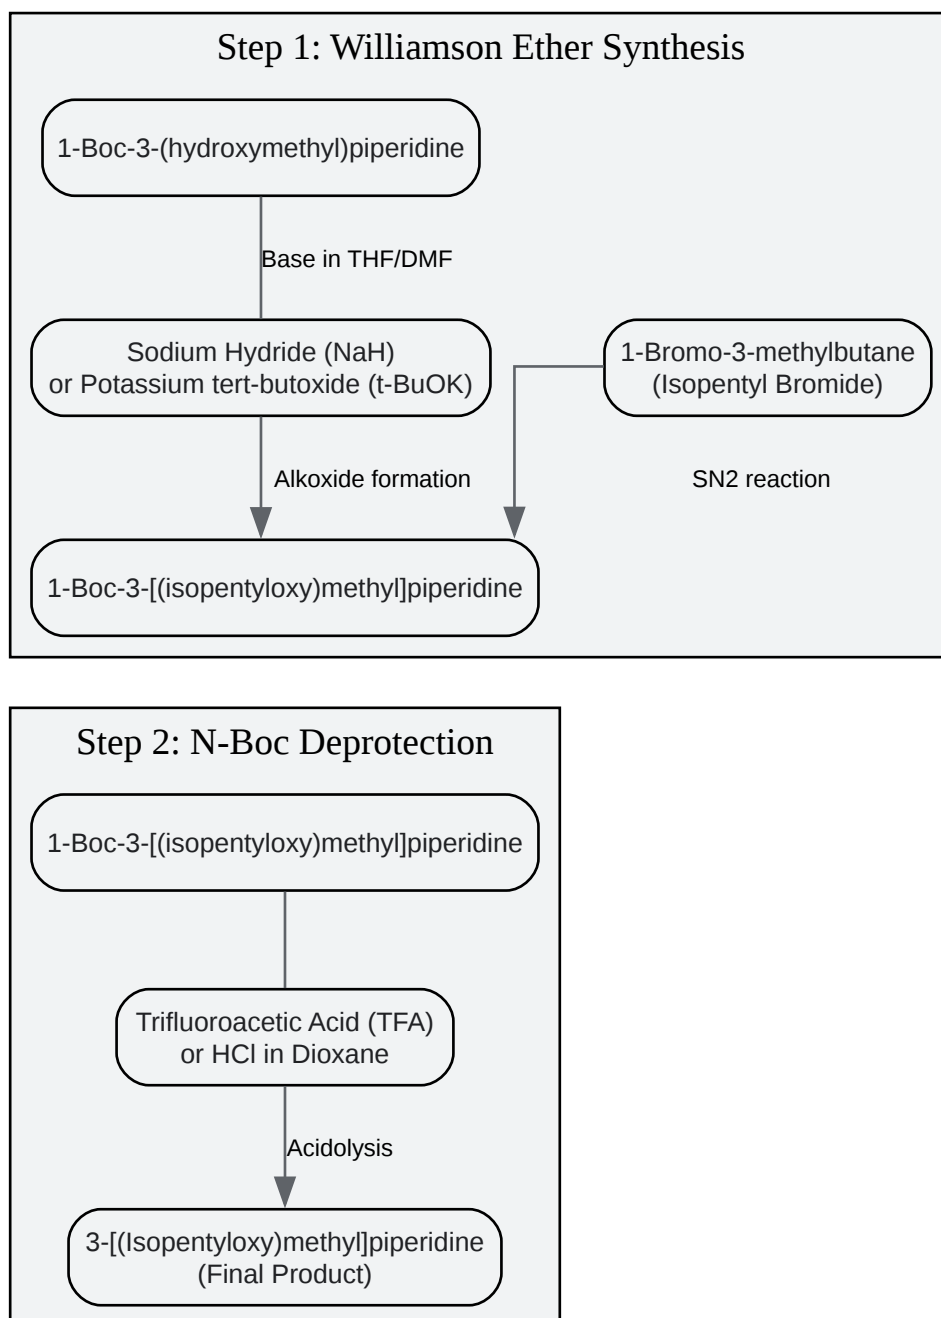 Step 1: Williamson Ether Synthesis
1-Boc-3-(hydroxymethyl)piperidine
Base in THF/DMF
Sodium Hydride (NaH)
or Potassium tert-butoxide (t-BuOK)
1-Bromo-3-methylbutane
(Isopentyl Bromide)
Alkoxide formation
SN2 reaction
1-Boc-3-[(isopentyloxy)methyl]piperidine
Step 2: N-Boc Deprotection
1-Boc-3-[(isopentyloxy)methyl]piperidine
Trifluoroacetic Acid (TFA)
or HCl in Dioxane
Acidolysis
3-[(Isopentyloxy)methyl]piperidine
(Final Product)